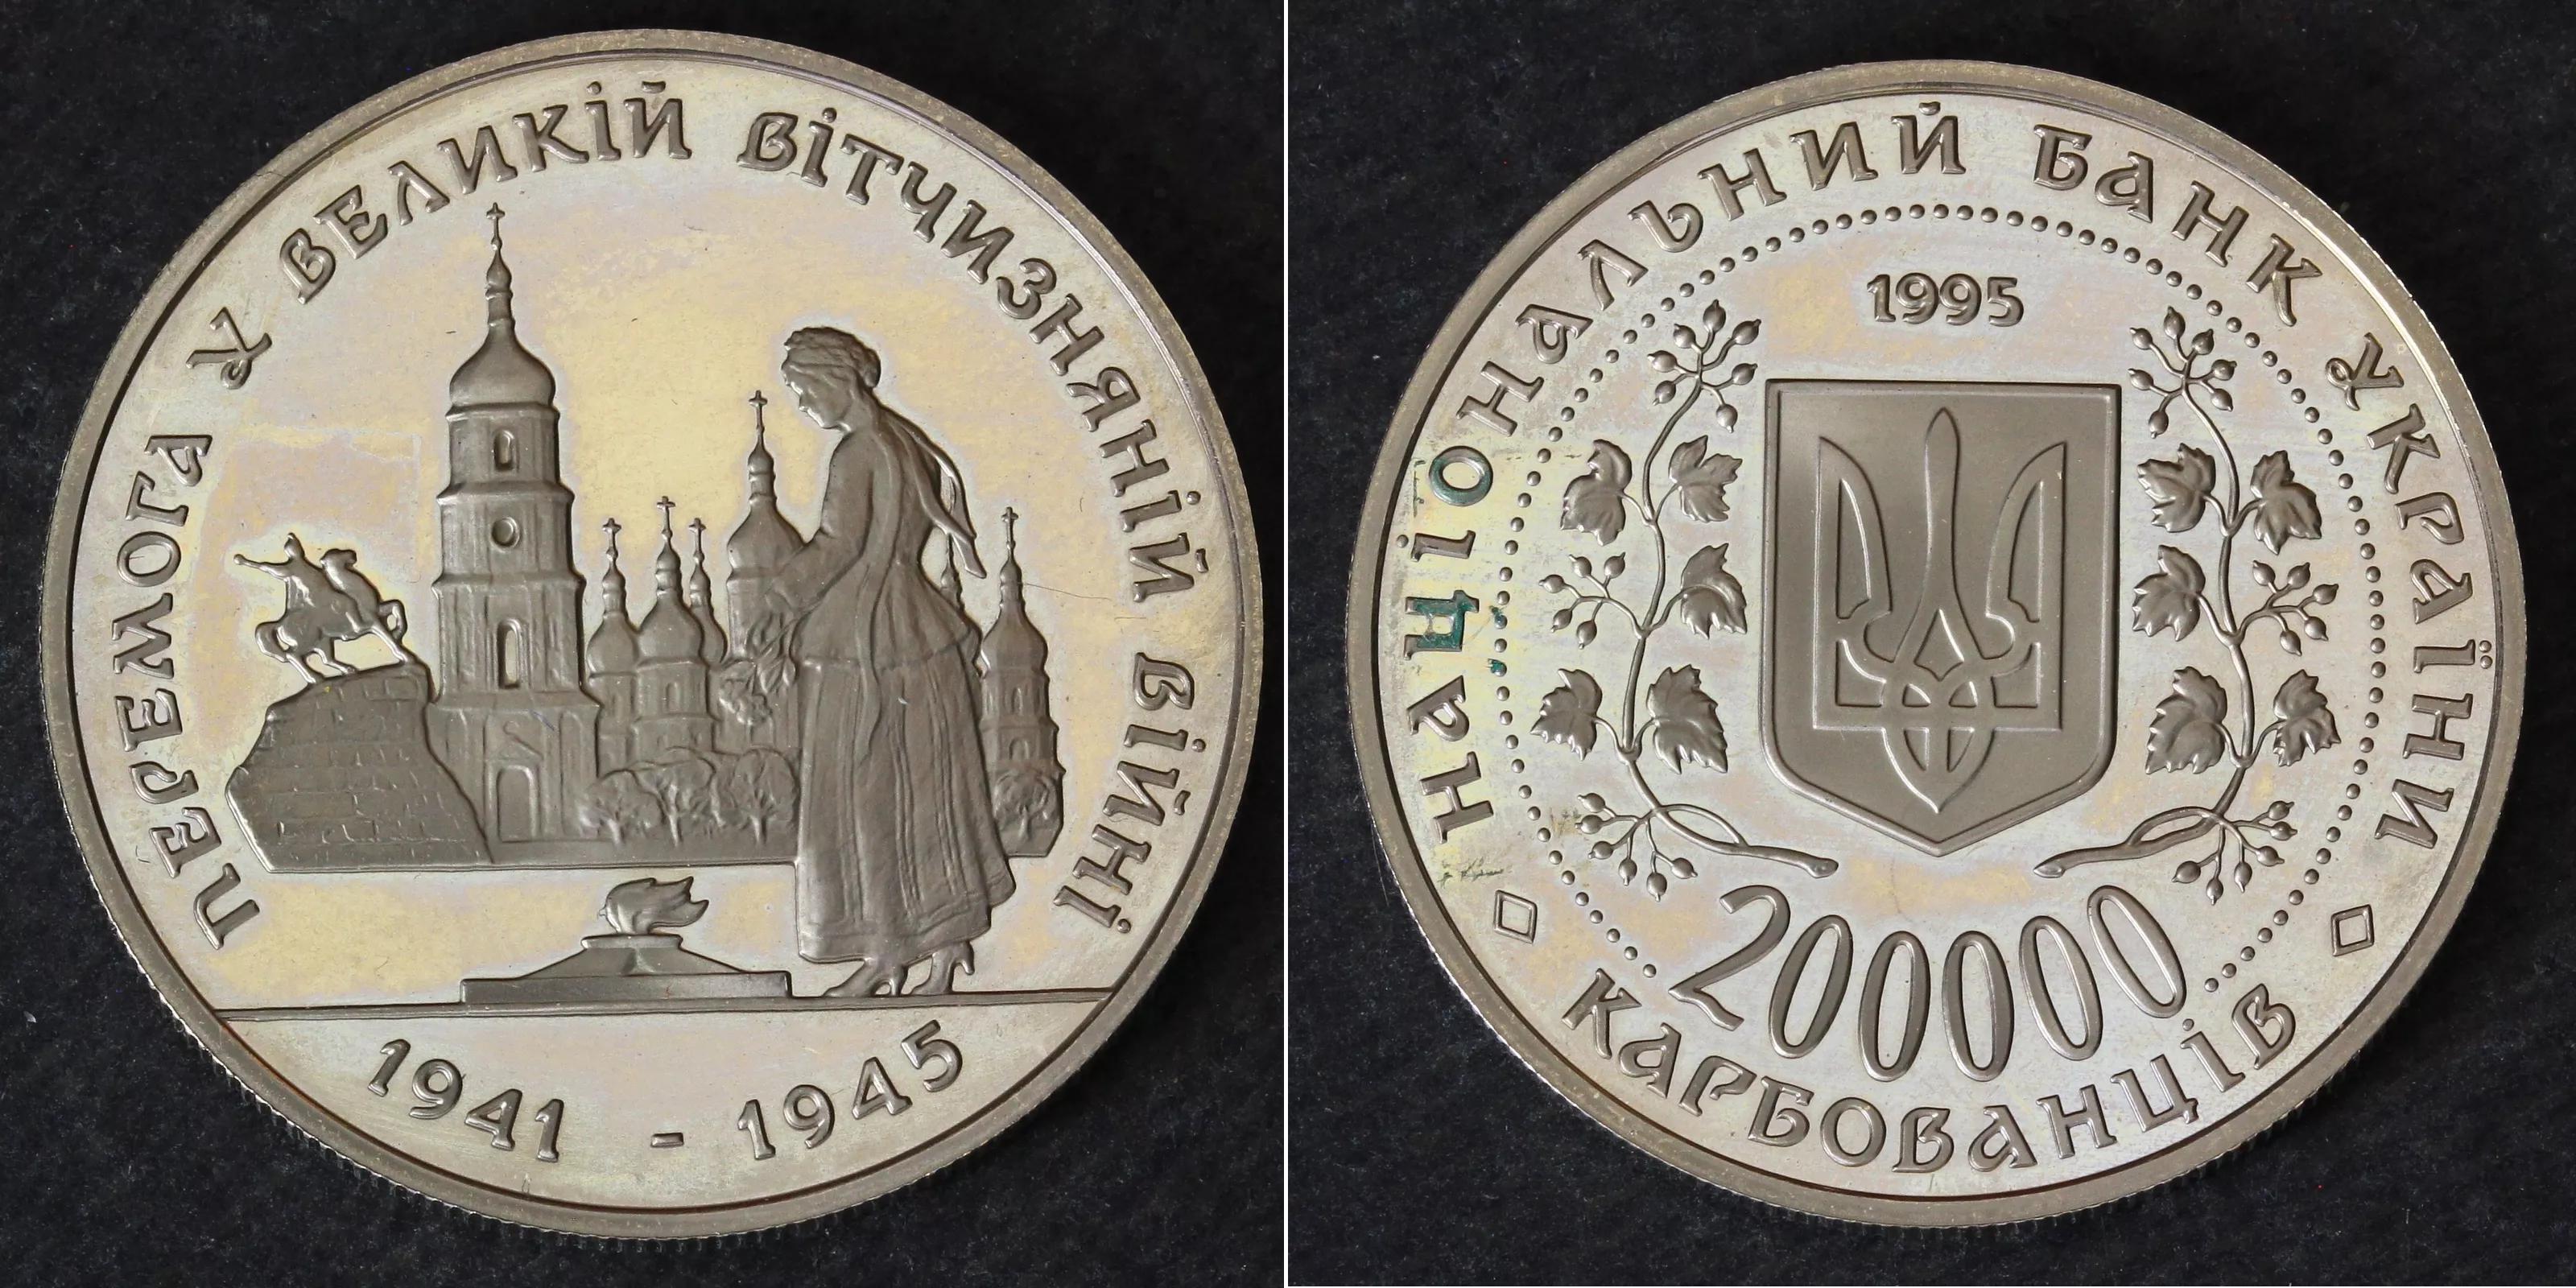 ПЕРЕМОГА У ВЕЛИКІЙ ВІТЧИЗНЯНІЙ ВІЙНІ
1941 - 1945
НАЦІОНАЛЬНИЙ БАНК УКРАЇНИ
1995
200000
КАРБОВАНЦІВ